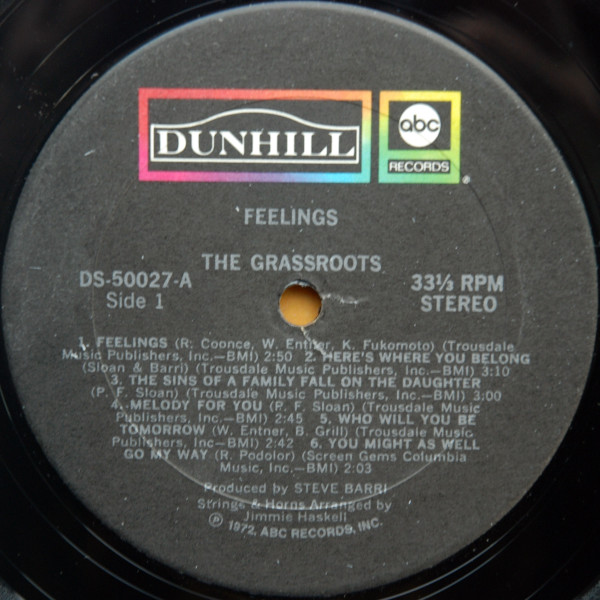 DUNHILL
abc
RECORDS
®
FEELINGS
THE GRASSROOTS
DS-50027-A
Side 1
33⅓ RPM
STEREO
1. FEELINGS (R. Coonce, W. Entner, K. Fukomoto) (Trousdale
Music Publishers, Inc.—BMI) 2:50 2. HERE'S WHERE YOU BELONG
(Sloan & Barri) (Trousdale Music Publishers, Inc.—BMI) 3:10
3. THE SINS OF A FAMILY FALL ON THE DAUGHTER
(P. F. Sloan) (Trousdale Music Publishers, Inc.—BMI) 3:00
4. MELODY FOR YOU (P. F. Sloan) (Trousdale Music
Publishers, Inc.—BMI) 2:45 5. WHO WILL YOU BE
TOMORROW (W. Entner, B. Grill) (Trousdale Music
Publishers, Inc.—BMI) 2:42 6. YOU MIGHT AS WELL
GO MY WAY (R. Podolor) (Screen Gems Columbia
Music, Inc.—BMI) 2:03
Produced by STEVE BARRI
Strings & Horns Arranged by
Jimmie Haskell
℗ 1972, ABC RECORDS, INC.